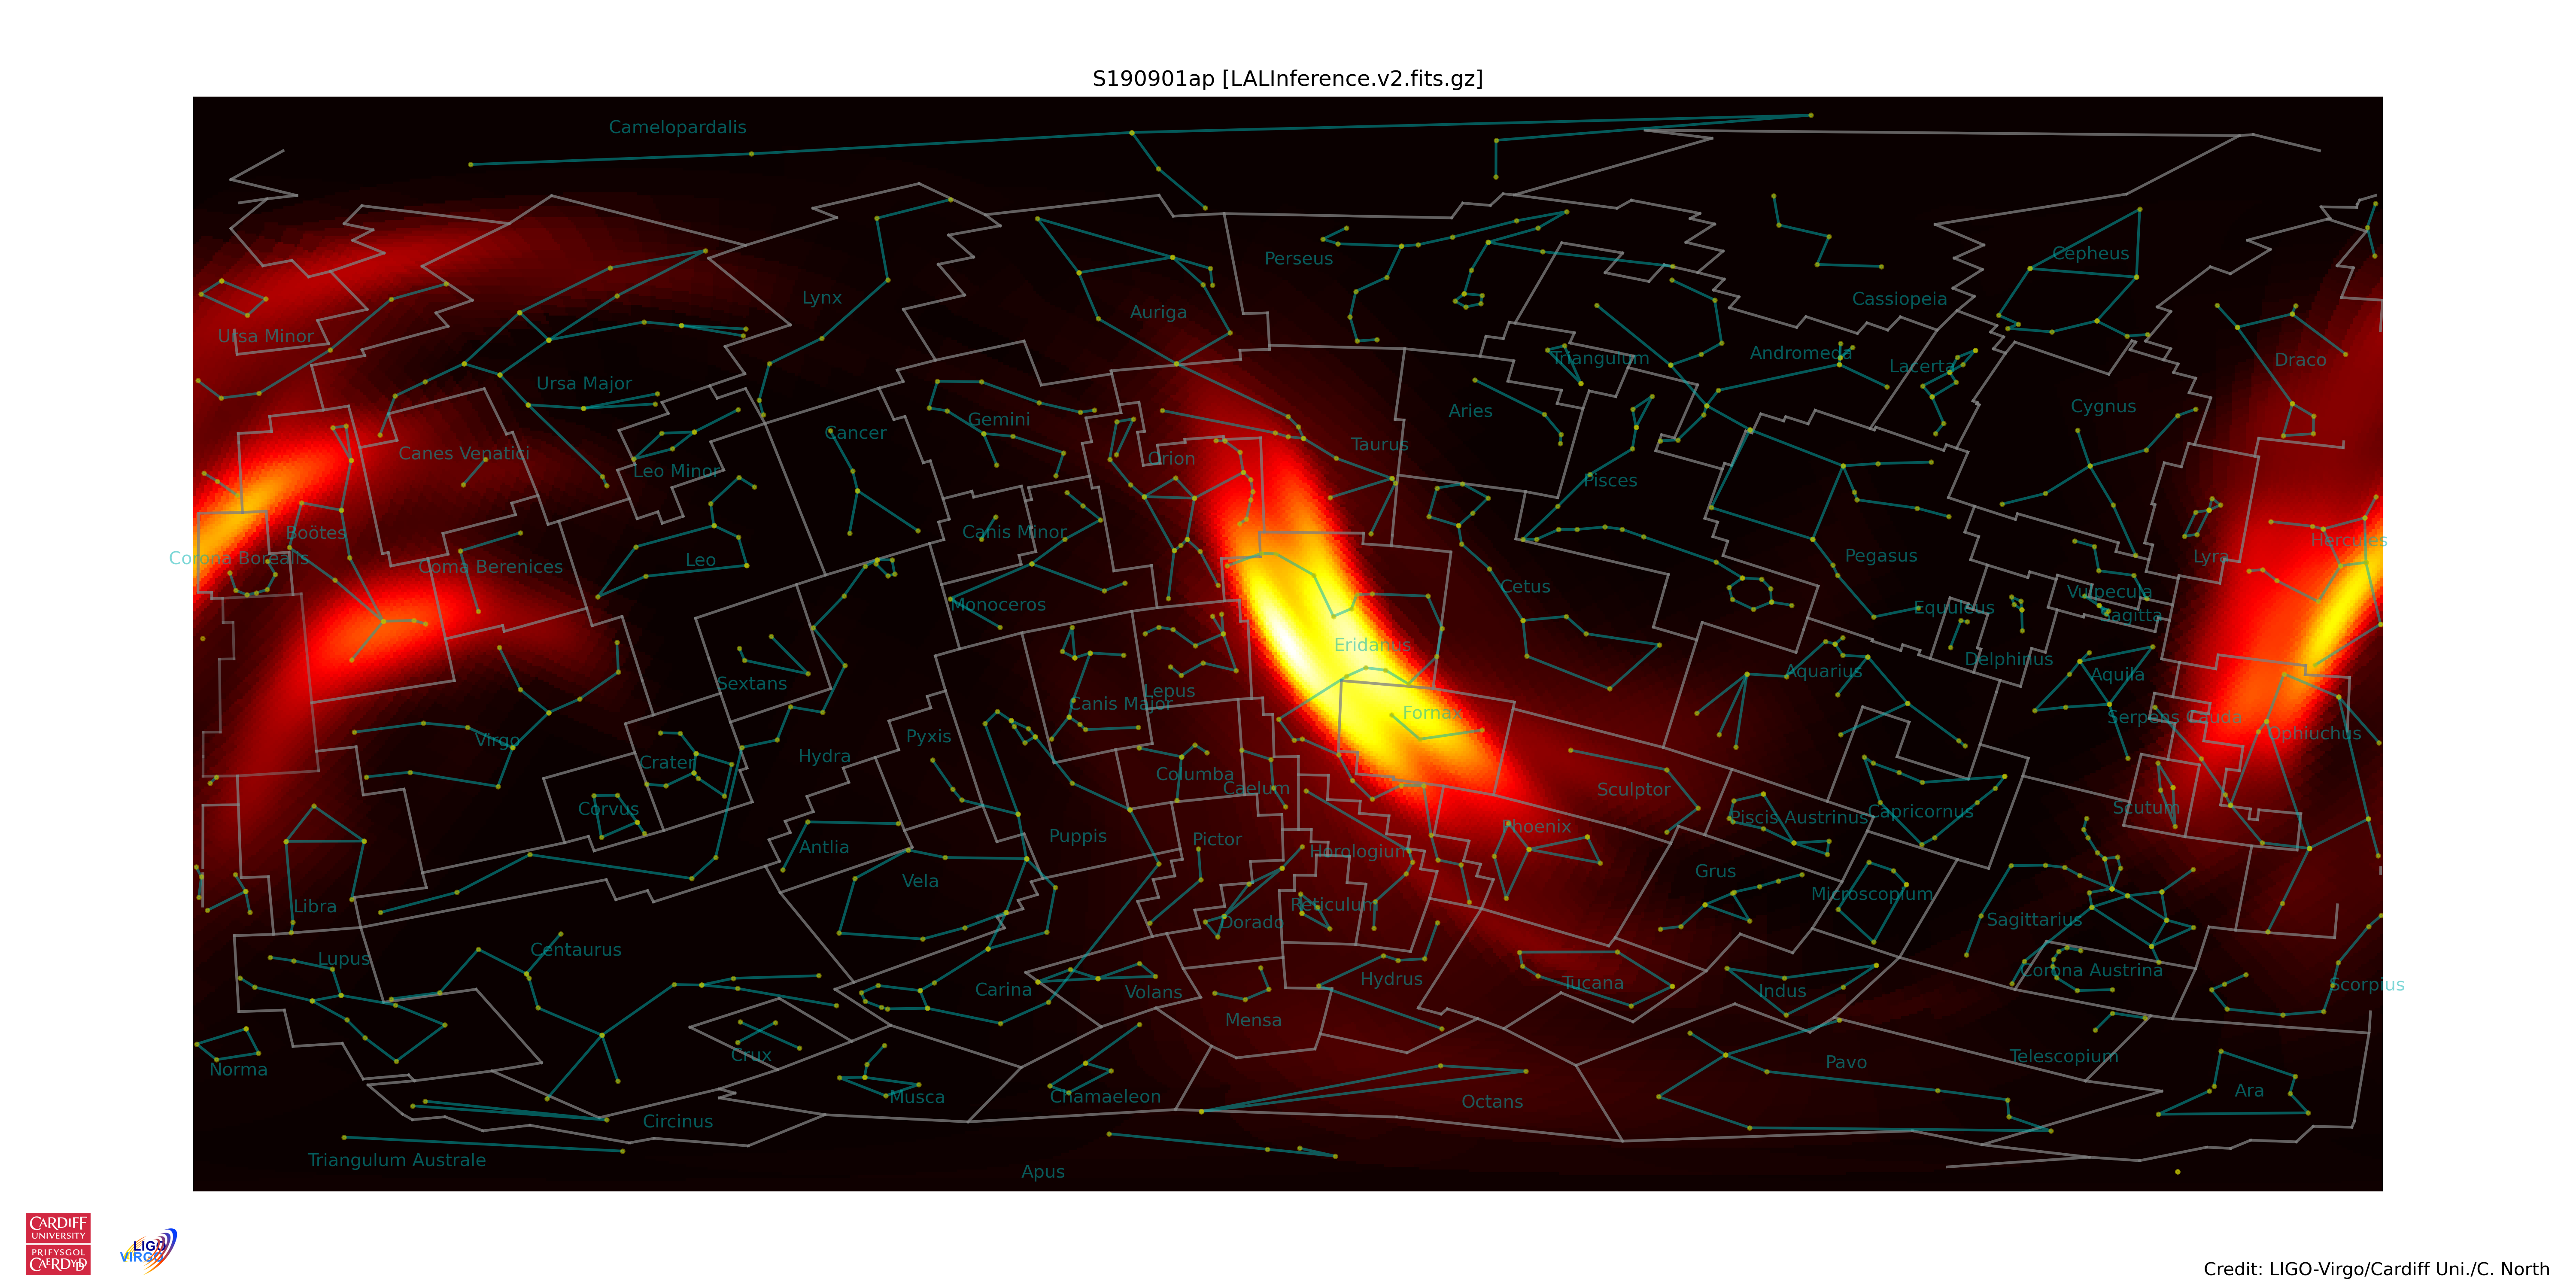 S190901ap [LALInference.v2.fits.gz]
Camelopardalis
Perseus
Cepheus
Lynx
Cassiopeia
Auriga
Ursa Minor
Triangulum
Andromeda
Lacerta
Draco
Ursa Major
Cygnus
Aries
Gemini
Cancer
Taurus
Canes Venatici
Orion
Leo Minor
Pisces
Boötes
Canis Minor
Hercules
Corona Borealis
Coma Berenices
Leo
Pegasus
Lyra
Cetus
Vulpecula
Monoceros
Equuleus
Sagitta
Eridanus
Delphinus
Sextans
Aquarius
Aquila
Lepus
Canis Major
Fornax
Serpens Cauda
Virgo
Pyxis
Ophiuchus
Hydra
Crater
Columba
Caelum
Sculptor
Corvus
Scutum
Piscis Austrinus
Capricornus
Phoenix
Antlia
Puppis
Pictor
Horologium
Vela
Grus
Microscopium
Libra
Reticulum
Dorado
Sagittarius
Lupus
Centaurus
Corona Austrina
Carina
Volans
Hydrus
Tucana
Indus
Scorpius
Mensa
Crux
Telescopium
Norma
Pavo
Musca
Chamaeleon
Octans
Ara
Circinus
Triangulum Australe
Apus
CARDIFF
UNIVERSITY
PRIFYSGOL
CAERDYDD
LIGO
VIRGO
Credit: LIGO-Virgo/Cardiff Uni./C. North